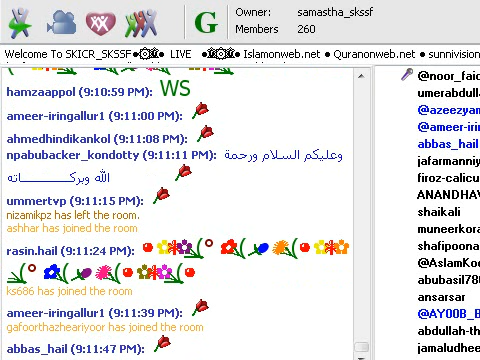 G Owner: samastha_skssf
Members 260
Welcome To SKICR_SKSSF LIVE Islamonweb.net ● Quranonweb.net ● sunnivision
hamzaappol (9:10:59 PM): WS
ameer-iringallur1 (9:11:00 PM):
ahmedhindikankol (9:11:08 PM):
npabubacker_kondotty (9:11:11 PM): وعليكم السلام ورحمة
الله وبركـــــــــاته
ummertvp (9:11:15 PM):
nizamikpz has left the room.
ashhar has joined the room
rasin.hail (9:11:24 PM):
ks686 has joined the room
ameer-iringallur1 (9:11:39 PM):
gafoorthazheariyoor has joined the room
abbas_hail (9:11:47 PM):
@noor_faid
umerabdull
@azeezyam
@ameer-irin
abbas_hail
jafarmanniy
firoz-calicu
ANANDHAV
shaikali
muneerkora
shafipoona
@AslamKoo
abubasil786
ansarsar
@AY00B_B
abdullah-th
jamaludhee